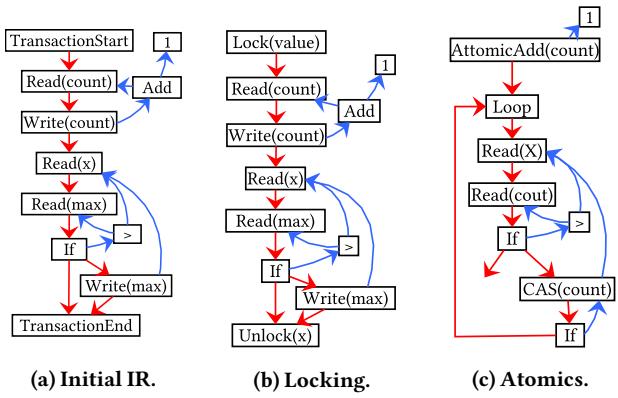 TransactionStart
1
Read(count)
Add
Write(count)
Read(x)
Read(max)
>
If
Write(max)
TransactionEnd
(a) Initial IR.
Lock(value)
1
Read(count)
Add
Write(count)
Read(x)
Read(max)
>
If
Write(max)
Unlock(x)
(b) Locking.
1
AttomicAdd(count)
Loop
Read(X)
Read(cout)
>
If
CAS(count)
If
(c) Atomics.